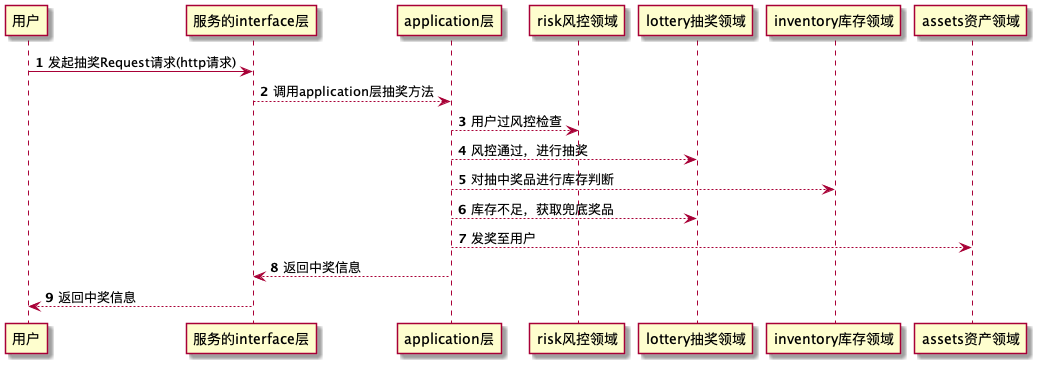 用户
服务的interface层
application层
risk风控领域
lottery抽奖领域
inventory库存领域
assets资产领域
1 发起抽奖Request请求(http请求)
2 调用application层抽奖方法
3 用户过风控检查
4 风控通过，进行抽奖
5 对抽中奖品进行库存判断
6 库存不足，获取兜底奖品
7 发奖至用户
8 返回中奖信息
9 返回中奖信息
用户
服务的interface层
application层
risk风控领域
lottery抽奖领域
inventory库存领域
assets资产领域